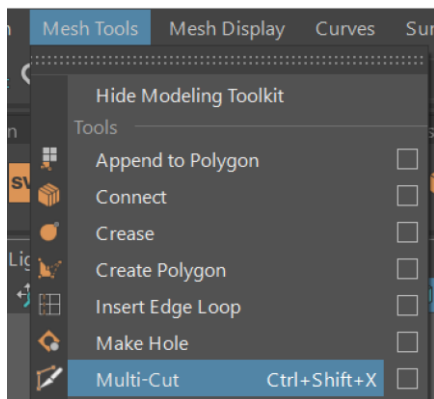 Mesh Tools Mesh Display Curves
Hide Modeling Toolkit
Tools
Append to Polygon
Connect
Crease
Create Polygon
Insert Edge Loop
Make Hole
Multi-Cut Ctrl+Shift+X